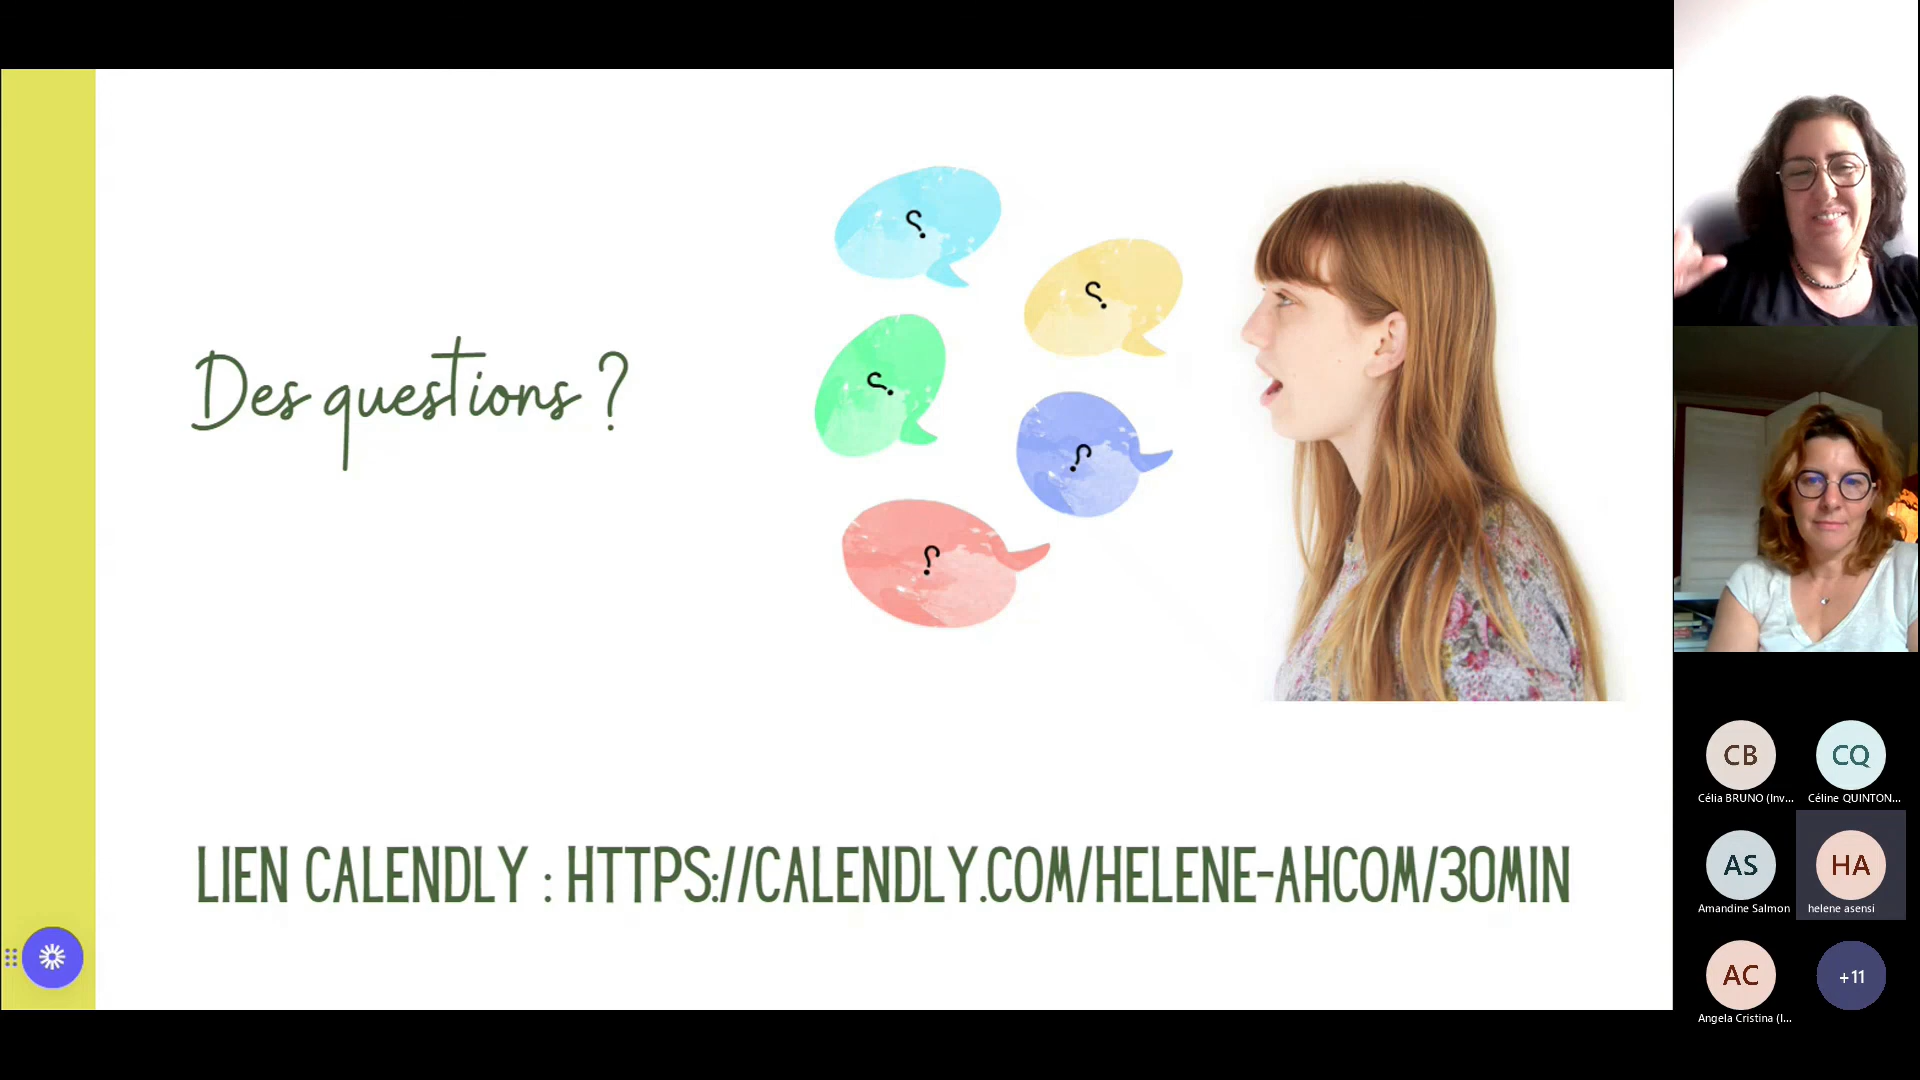 Des questions ?
?
?
?
?
?
LIEN CALENDLY : HTTPS://CALENDLY.COM/HELENE-AHCOM/30MIN
CB
CQ
Célia BRUNO (Inv...
Céline QUINTON...
AS
HA
Amandine Salmon
helene asensi
AC
+11
Angela Cristina (I...